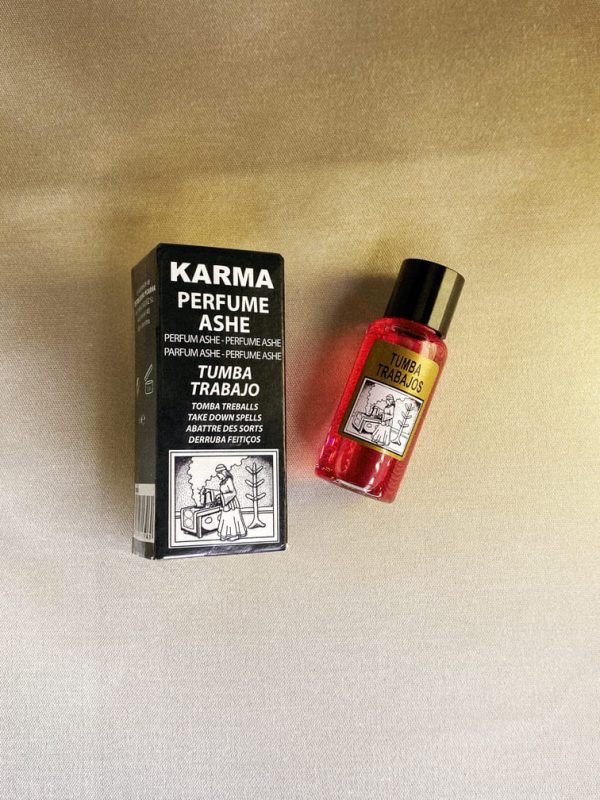 KARMA
PERFUME
ASHE
PERFUM ASHE - PERFUME ASHE
PARFUM ASHE - PERFUME ASHE
TUMBA
TRABAJO
TOMBA TREBALLS
TAKE DOWN SPELLS
ABATTRE DES SORTS
DERRUBA FEITIÇOS
TUMBA
TRABAJOS